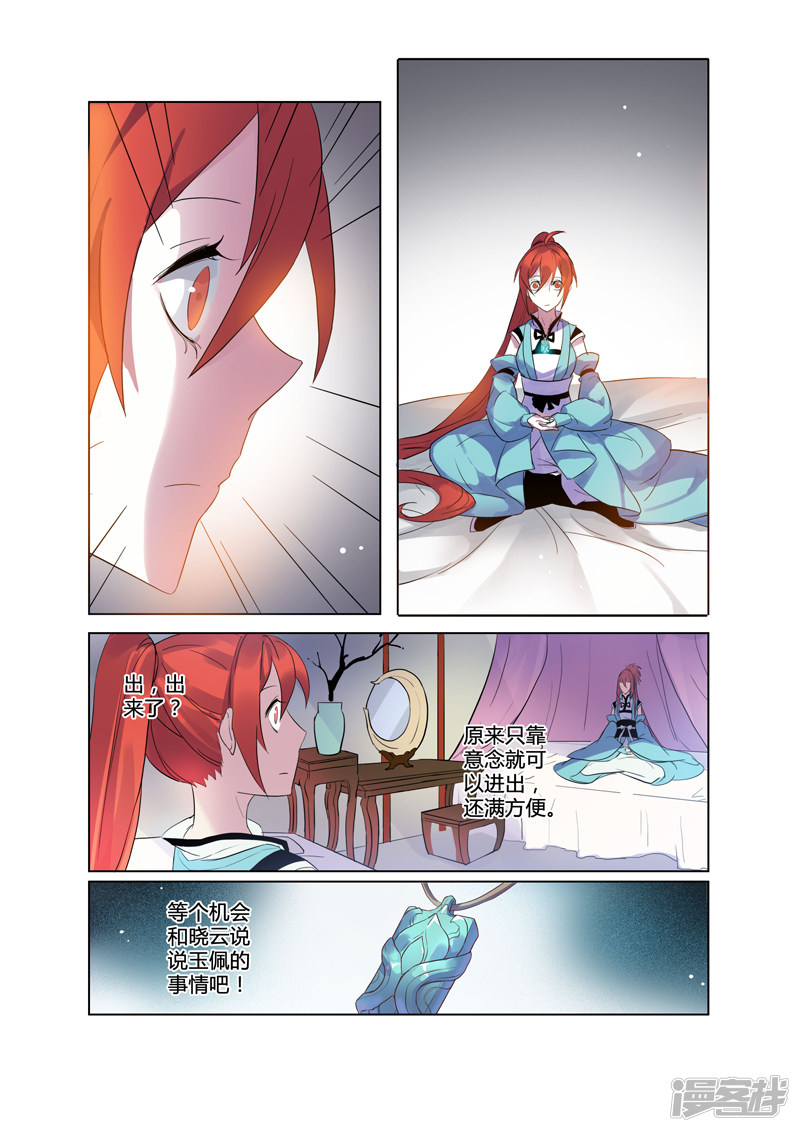 出，出
来了？
原来只靠
意念就可
以进出，
还满方便。
等个机会
和晓云说
说玉佩的
事情吧！
漫客栈